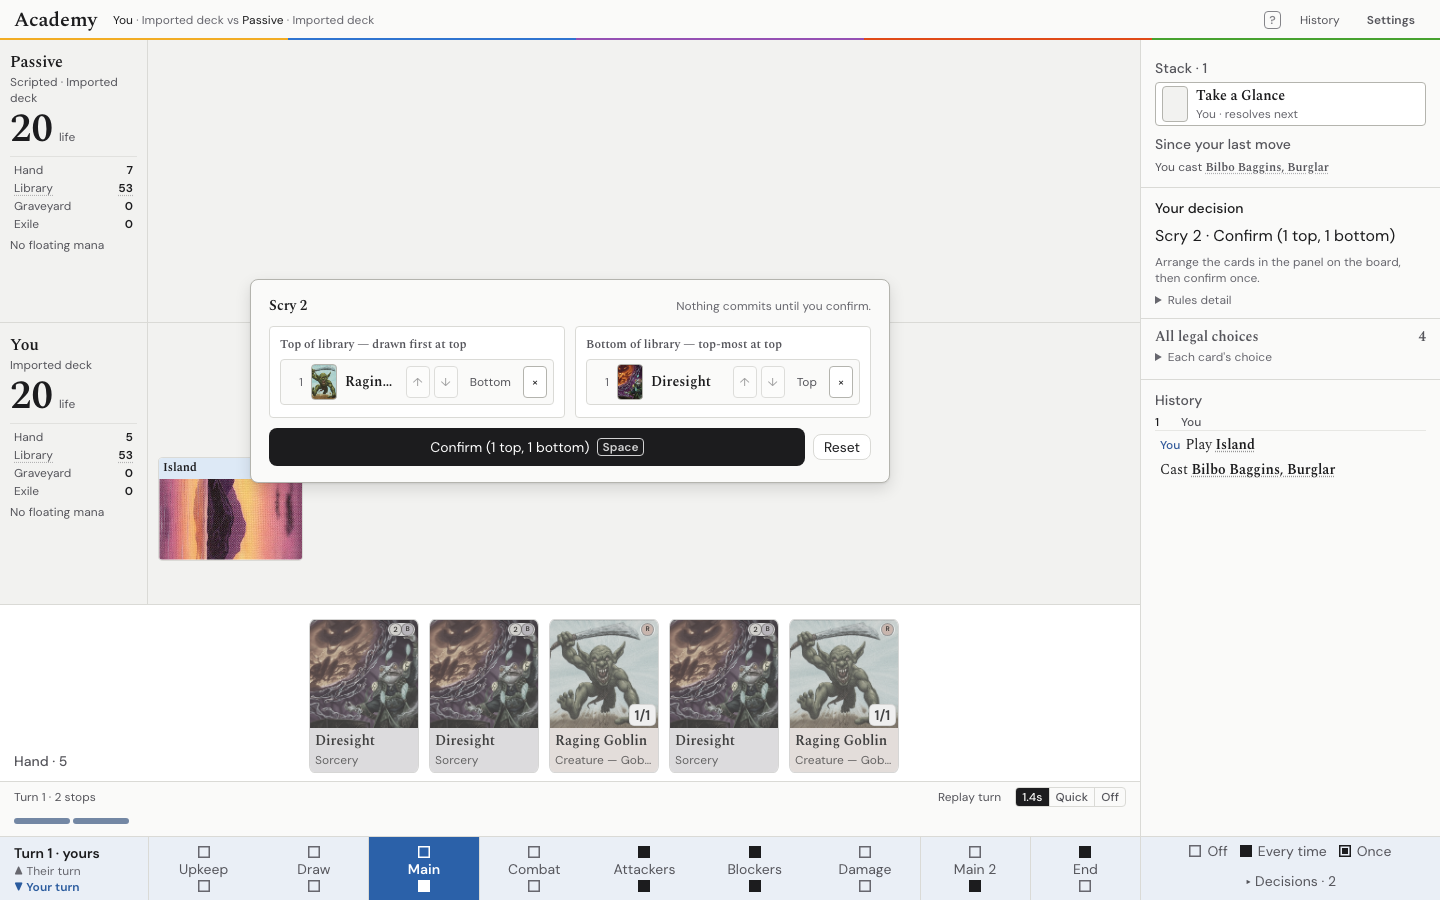 Academy
You · Imported deck vs Passive · Imported deck
?
History
Settings
Passive
Scripted · Imported
deck
20 life
Hand 7
Library 53
Graveyard 0
Exile 0
No floating mana
You
Imported deck
20 life
Hand 5
Library 53
Graveyard 0
Exile 0
No floating mana
Island
Scry 2
Nothing commits until you confirm.
Top of library — drawn first at top
1 Ragin... ↑ ↓ Bottom ×
Bottom of library — top-most at top
1 Diresight ↑ ↓ Top ×
Confirm (1 top, 1 bottom) Space
Reset
Stack · 1
Take a Glance
You · resolves next
Since your last move
You cast Bilbo Baggins, Burglar
Your decision
Scry 2 · Confirm (1 top, 1 bottom)
Arrange the cards in the panel on the board,
then confirm once.
▶ Rules detail
All legal choices 4
▶ Each card's choice
History
1 You
You Play Island
Cast Bilbo Baggins, Burglar
Hand · 5
2 B
Diresight
Sorcery
2 B
Diresight
Sorcery
R
1/1
Raging Goblin
Creature — Gob...
2 B
Diresight
Sorcery
R
1/1
Raging Goblin
Creature — Gob...
Turn 1 · 2 stops
Replay turn 1.4s Quick Off
Turn 1 · yours
▲ Their turn
▼ Your turn
Upkeep
Draw
Main
Combat
Attackers
Blockers
Damage
Main 2
End
Off Every time Once
▸ Decisions · 2